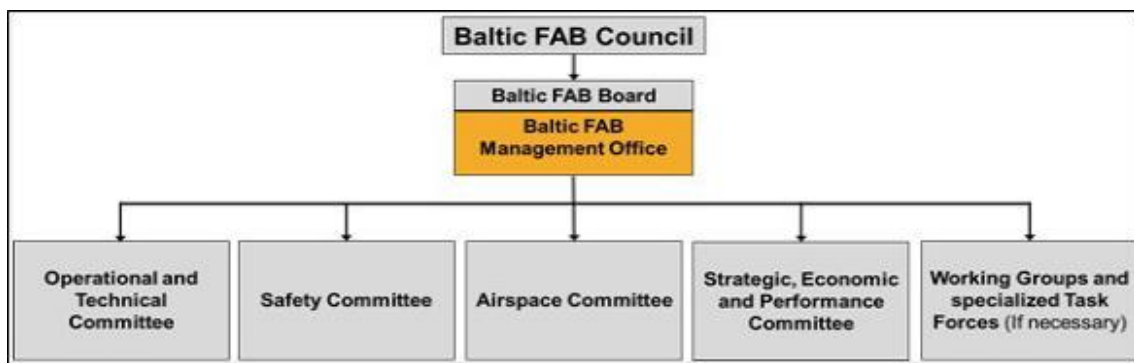 Baltic FAB Council
Baltic FAB Board
Baltic FAB
Management Office
Operational and
Technical
Committee
Safety Committee
Airspace Committee
Strategic, Economic
and Performance
Committee
Working Groups and
specialized Task
Forces (If necessary)